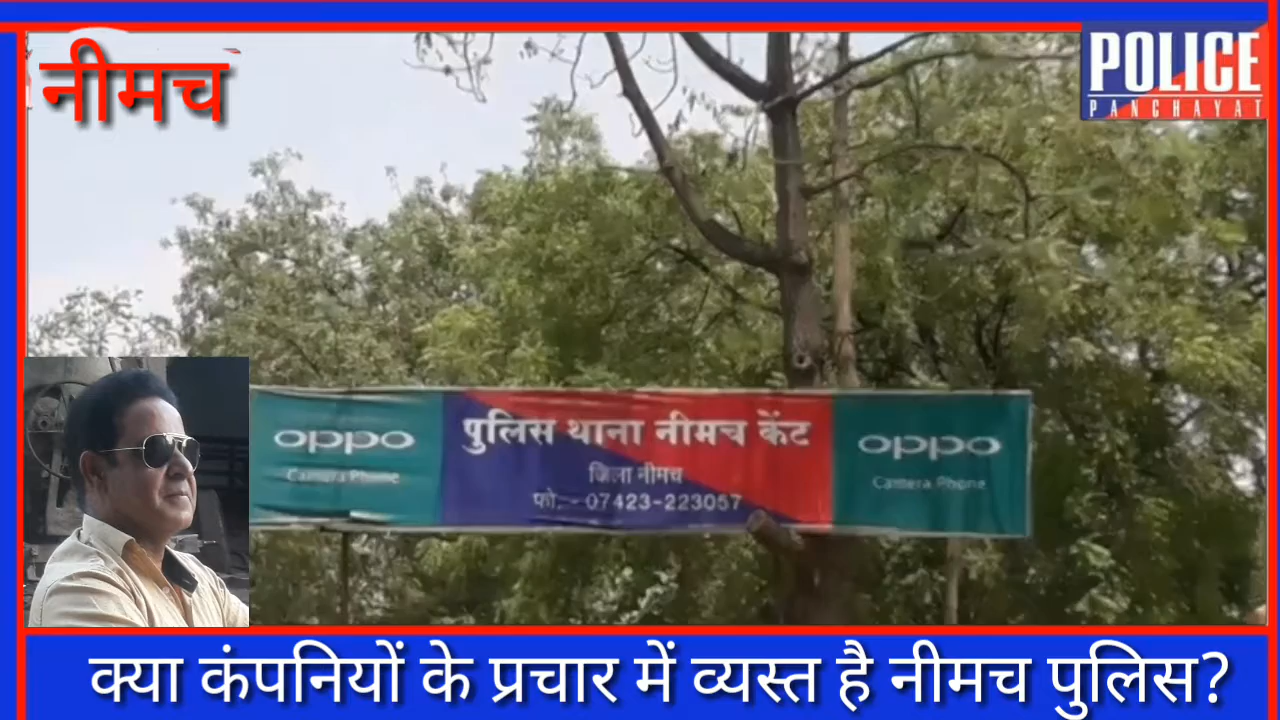 नीमच
POLICE
PANCHAYAT
oppo
Camera Phone
पुलिस थाना नीमच केंट
जिला नीमच
फो. - 07423-223057
oppo
Camera Phone
क्या कंपनियों के प्रचार में व्यस्त है नीमच पुलिस?